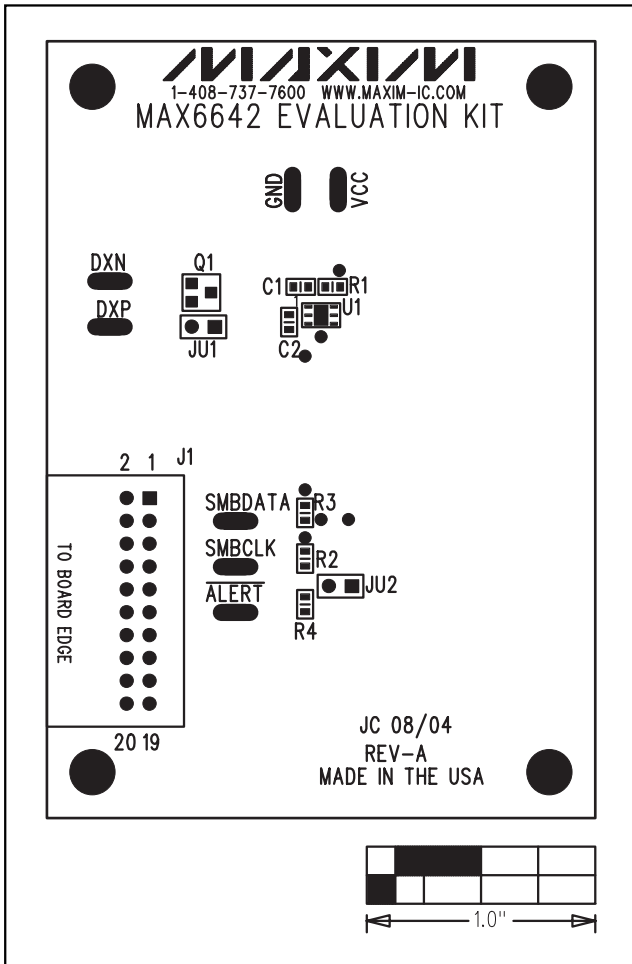 MAXIM
1-408-737-7600 WWW.MAXIM-IC.COM
MAX6642 EVALUATION KIT
GND
VCC
DXN
Q1
C1
R1
1
U1
DXP
JU1
C2
2 1 J1
SMBDATA
R3
SMBCLK
R2
ALERT
JU2
R4
TO BOARD EDGE
20 19
JC 08/04
REV-A
MADE IN THE USA
1.0"